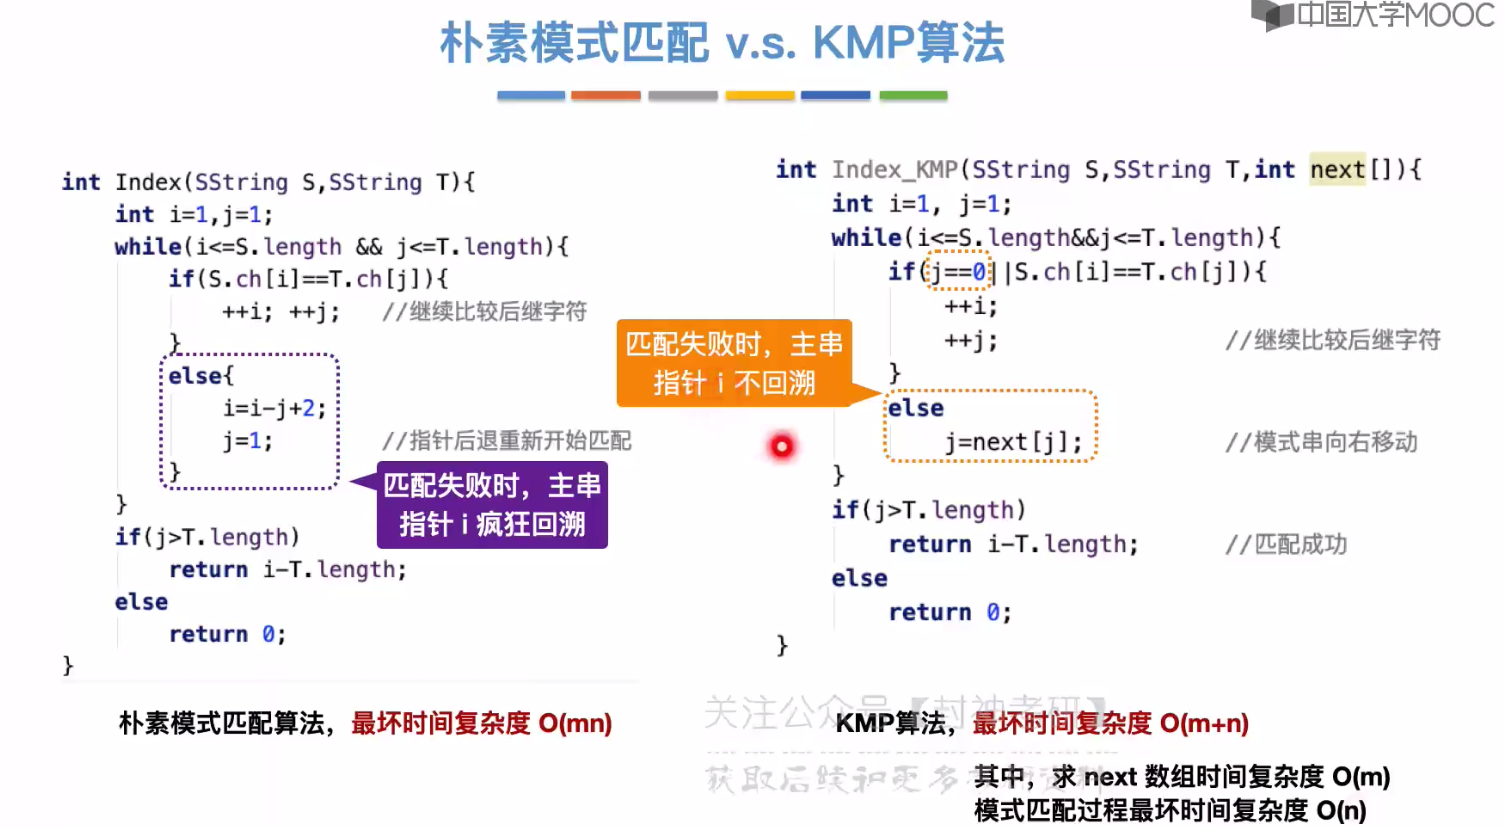 中国大学MOOC
朴素模式匹配 v.s. KMP算法
int Index(SString S,SString T){
int i=1,j=1;
while(i<=S.length && j<=T.length){
if(S.ch[i]==T.ch[j]){
++i; ++j; //继续比较后继字符
}
else{
i=i-j+2;
j=1; //指针后退重新开始匹配
}
}
if(j>T.length)
return i-T.length;
else
return 0;
}
匹配失败时，主串
指针 i 疯狂回溯
朴素模式匹配算法，最坏时间复杂度 O(mn)
int Index_KMP(SString S,SString T,int next[]){
int i=1, j=1;
while(i<=S.length&&j<=T.length){
if(j==0||S.ch[i]==T.ch[j]){
++i;
++j; //继续比较后继字符
}
else
j=next[j]; //模式串向右移动
}
if(j>T.length)
return i-T.length; //匹配成功
else
return 0;
}
匹配失败时，主串
指针 i 不回溯
关注公众号【封神考研】
KMP算法，最坏时间复杂度 O(m+n)
获取后续和更多考研资料
其中，求 next 数组时间复杂度 O(m)
模式匹配过程最坏时间复杂度 O(n)